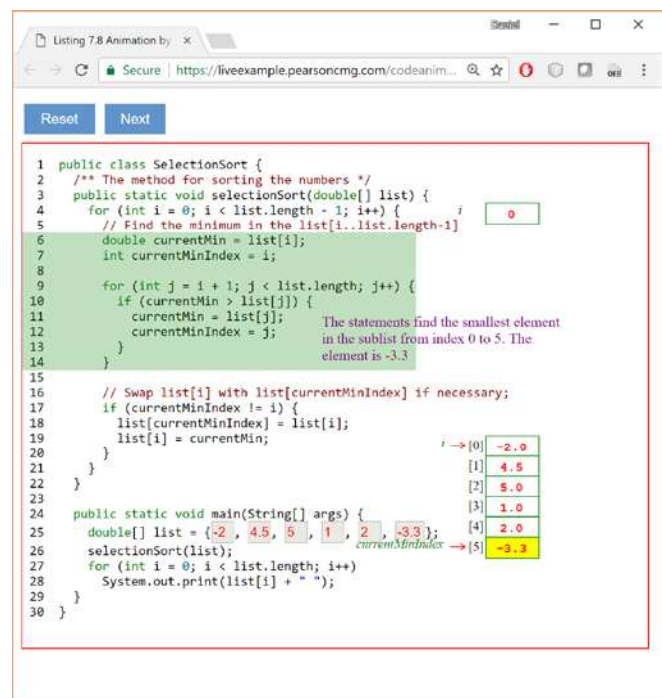 Listing 7.8 Animation by
Secure | https://liveexample.pearsoncmg.com/codeanim...
Reset Next
1 public class SelectionSort {
2 /** The method for sorting the numbers */
3 public static void selectionSort(double[] list) {
4 for (int i = 0; i < list.length - 1; i++) { i 0
5 // Find the minimum in the list[i..list.length-1]
6 double currentMin = list[i];
7 int currentMinIndex = i;
8
9 for (int j = i + 1; j < list.length; j++) {
10 if (currentMin > list[j]) {
11 currentMin = list[j];
12 currentMinIndex = j;
13 }
14 }
The statements find the smallest element
in the sublist from index 0 to 5. The
element is -3.3
15
16 // Swap list[i] with list[currentMinIndex] if necessary;
17 if (currentMinIndex != i) {
18 list[currentMinIndex] = list[i];
19 list[i] = currentMin;
20 }
21 }
22 }
23
24 public static void main(String[] args) {
25 double[] list = {-2 , 4.5, 5 , 1 , 2 , -3.3};
26 selectionSort(list);
27 for (int i = 0; i < list.length; i++)
28 System.out.print(list[i] + " ");
29 }
30 }
i → [0] -2.0
[1] 4.5
[2] 5.0
[3] 1.0
[4] 2.0
currentMinIndex → [5] -3.3